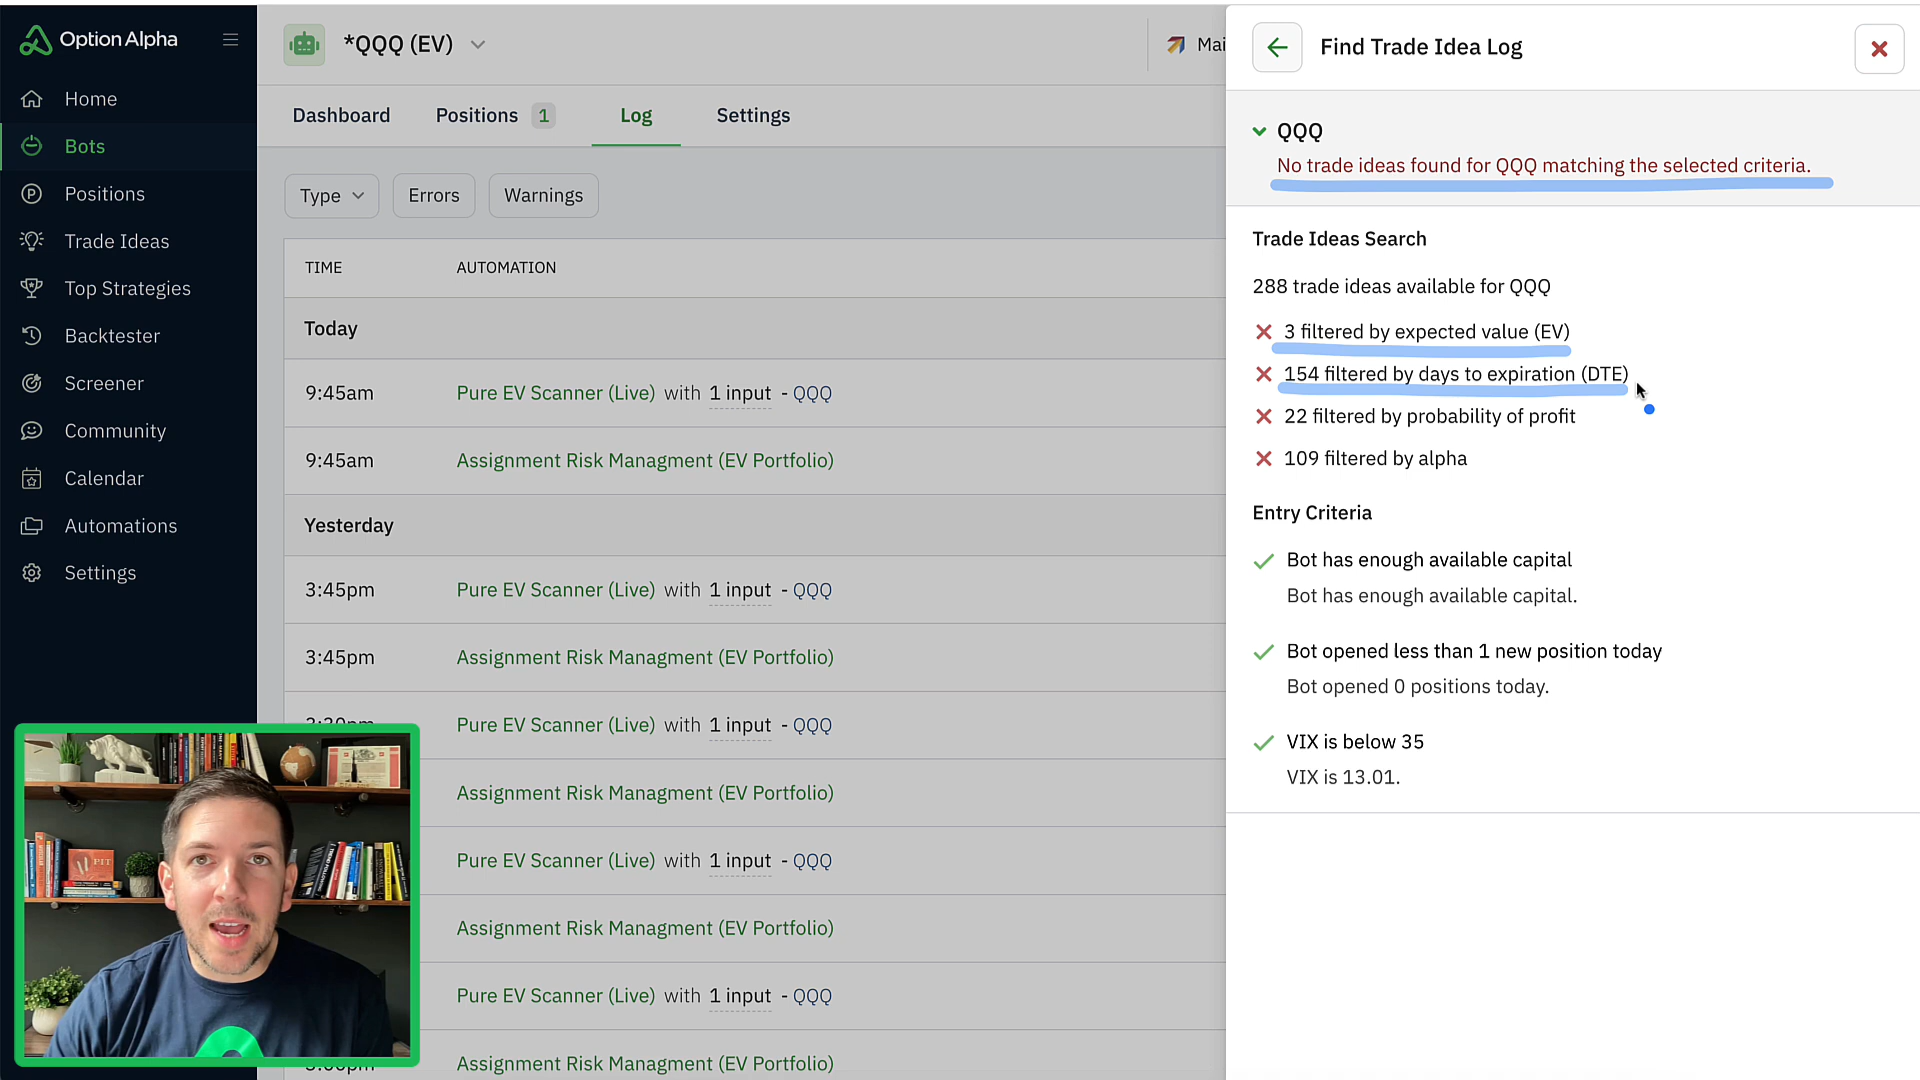 Option Alpha
Home
Bots
Positions
Trade Ideas
Top Strategies
Backtester
Screener
Community
Calendar
Automations
Settings
*QQQ (EV)
Mai
Dashboard
Positions 1
Log
Settings
Type
Errors
Warnings
TIME AUTOMATION
Today
9:45am Pure EV Scanner (Live) with 1 input - QQQ
9:45am Assignment Risk Managment (EV Portfolio)
Yesterday
3:45pm Pure EV Scanner (Live) with 1 input - QQQ
3:45pm Assignment Risk Managment (EV Portfolio)
3:30pm Pure EV Scanner (Live) with 1 input - QQQ
Assignment Risk Managment (EV Portfolio)
Pure EV Scanner (Live) with 1 input - QQQ
Assignment Risk Managment (EV Portfolio)
Pure EV Scanner (Live) with 1 input - QQQ
Assignment Risk Managment (EV Portfolio)
PIT
Find Trade Idea Log
QQQ
No trade ideas found for QQQ matching the selected criteria.
Trade Ideas Search
288 trade ideas available for QQQ
3 filtered by expected value (EV)
154 filtered by days to expiration (DTE)
22 filtered by probability of profit
109 filtered by alpha
Entry Criteria
Bot has enough available capital
Bot has enough available capital.
Bot opened less than 1 new position today
Bot opened 0 positions today.
VIX is below 35
VIX is 13.01.